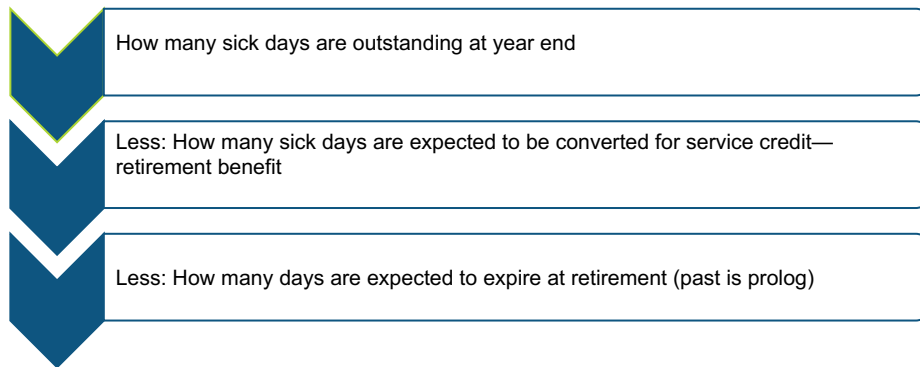 How many sick days are outstanding at year end
Less: How many sick days are expected to be converted for service credit—
retirement benefit
Less: How many days are expected to expire at retirement (past is prolog)